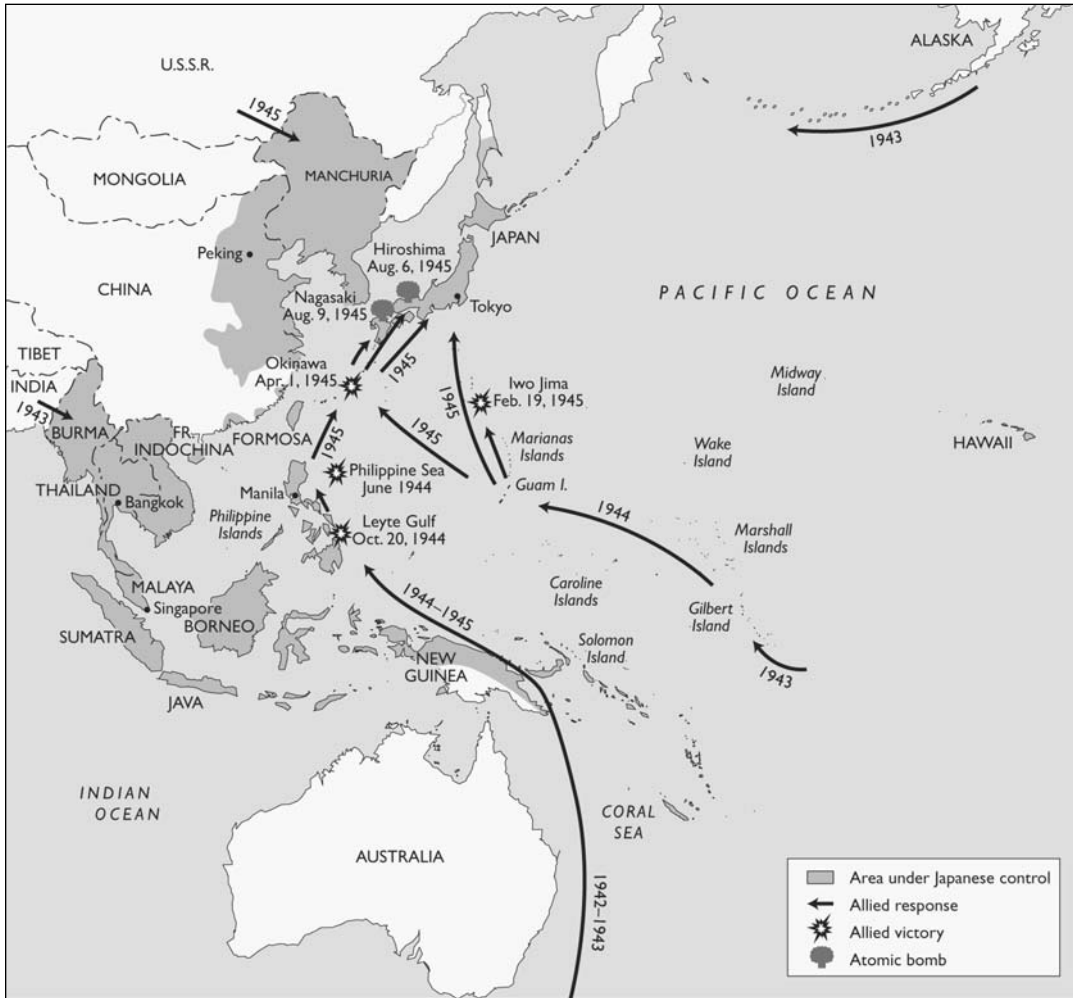 ALASKA
U.S.S.R.
1945
1943
MONGOLIA
MANCHURIA
JAPAN
Peking
Hiroshima
Aug. 6, 1945
CHINA
Nagasaki
Aug. 9, 1945
Tokyo
PACIFIC OCEAN
TIBET
INDIA
1943
BURMA
Okinawa
Apr. 1, 1945
1945
1945
1945
Iwo Jima
Feb. 19, 1945
Midway
Island
FR.
INDOCHINA
FORMOSA
1945
Marianas
Islands
Wake
Island
HAWAII
THAILAND
Bangkok
Manila
Philippine Sea
June 1944
Guam I.
Philippine
Islands
Leyte Gulf
Oct. 20, 1944
1944
Marshall
Islands
MALAYA
Singapore
1944–1945
Caroline
Islands
Gilbert
Island
SUMATRA
BORNEO
Solomon
Island
NEW
GUINEA
1943
JAVA
INDIAN
OCEAN
CORAL
SEA
AUSTRALIA
1942–1943
Area under Japanese control
Allied response
Allied victory
Atomic bomb